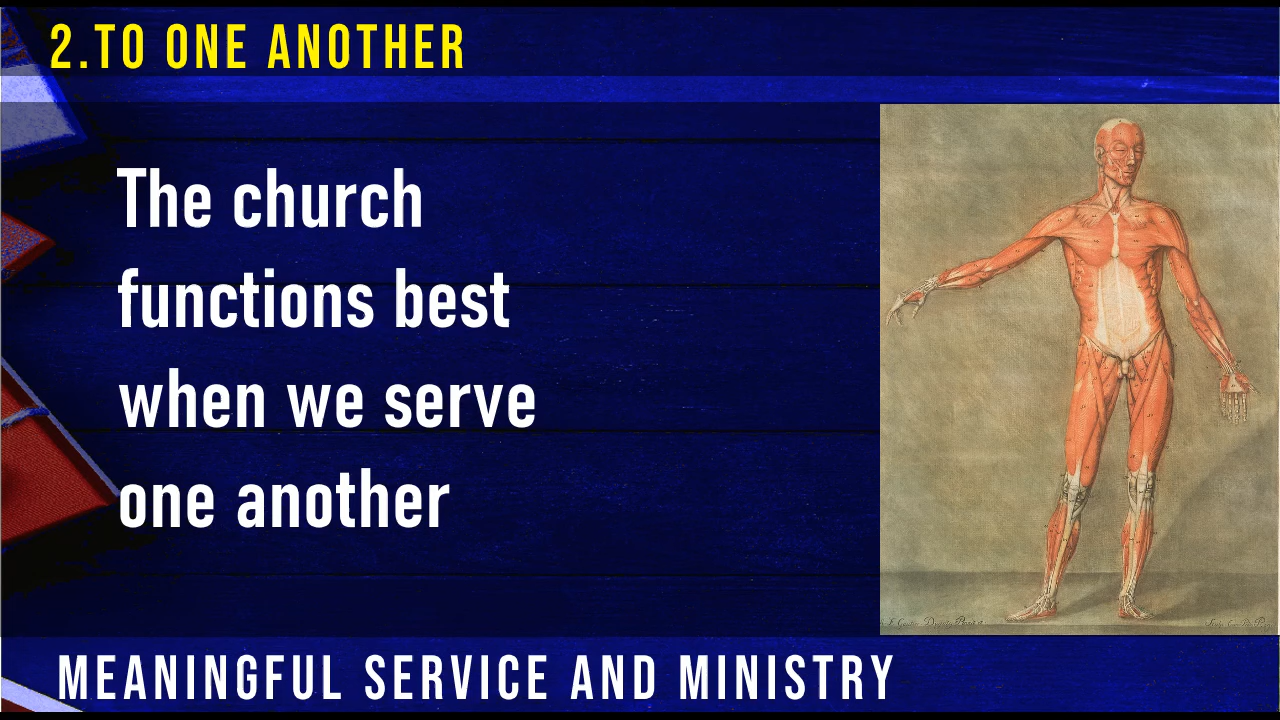 2.TO ONE ANOTHER
The church
functions best
when we serve
one another
MEANINGFUL SERVICE AND MINISTRY